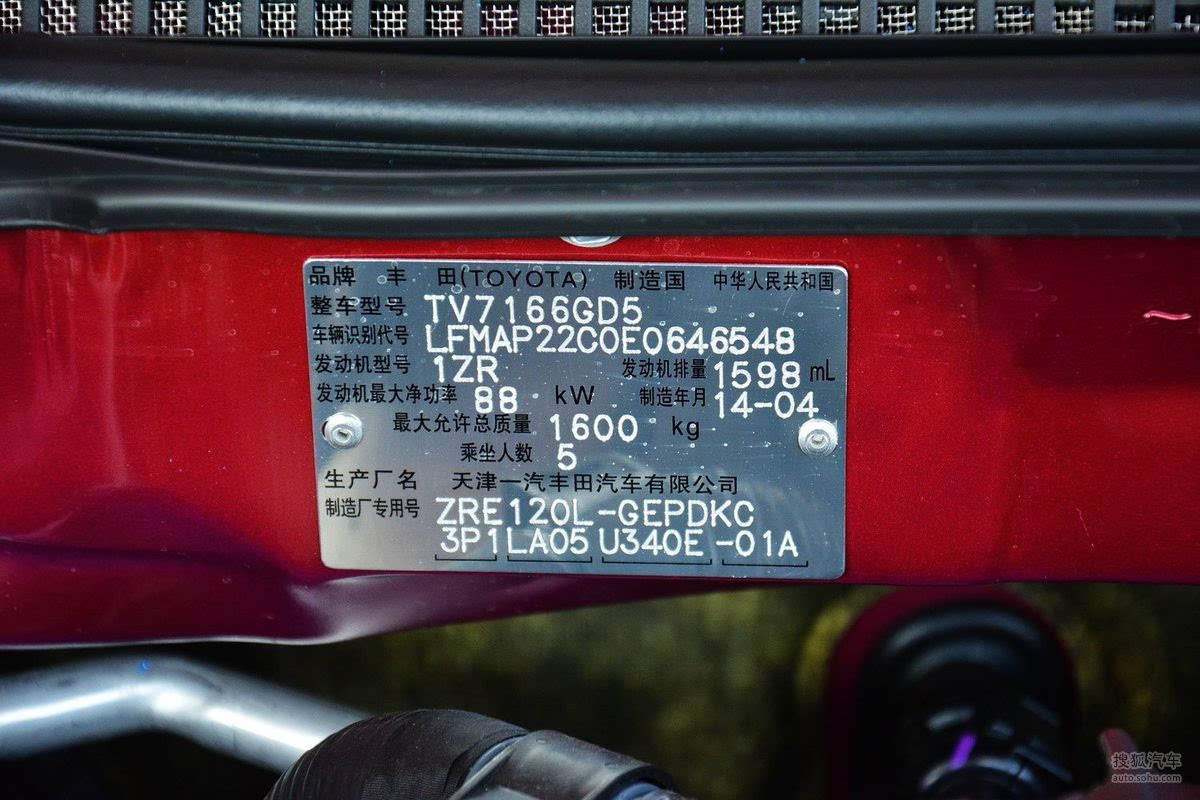 品牌 丰 田(TOYOTA) 制造国 中华人民共和国
整车型号 TV7166GD5
车辆识别代号 LFMAP22C0E0646548
发动机型号 1ZR 发动机排量 1598 mL
发动机最大净功率 88 kW 制造年月 14-04
最大允许总质量 1600 kg
乘坐人数 5
生产厂名 天津一汽丰田汽车有限公司
制造厂专用号 ZRE120L-GEPDKC
3P1 LA05 U340E -01A
搜狐汽车
auto.sohu.com